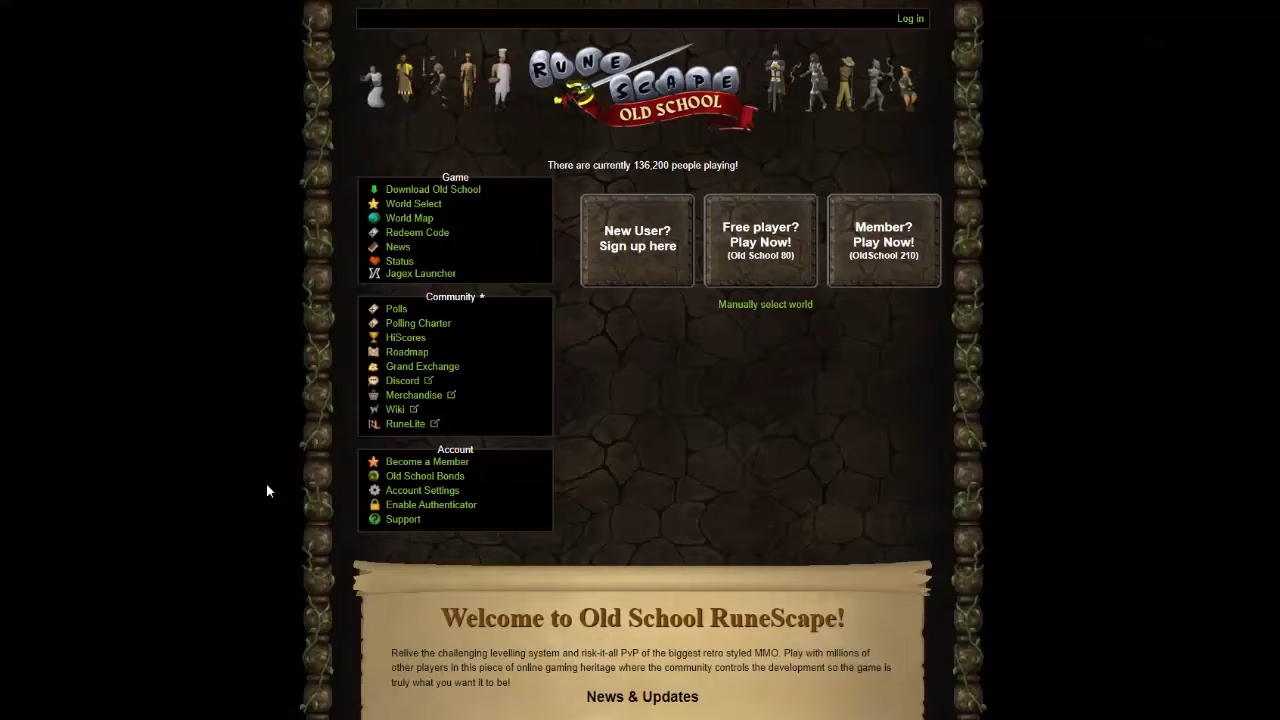 Log in
RUNE
SCAPE
OLD SCHOOL
There are currently 136,200 people playing!
Game
Download Old School
World Select
World Map
Redeem Code
News
Status
Jagex Launcher
New User?
Sign up here
Free player?
Play Now!
(Old School 80)
Member?
Play Now!
(OldSchool 210)
Manually select world
Community *
Polls
Polling Charter
HiScores
Roadmap
Grand Exchange
Discord
Merchandise
Wiki
RuneLite
Account
Become a Member
Old School Bonds
Account Settings
Enable Authenticator
Support
Welcome to Old School RuneScape!
Relive the challenging levelling system and risk-it-all PvP of the biggest retro styled MMO. Play with millions of
other players in this piece of online gaming heritage where the community controls the development so the game is
truly what you want it to be!
News & Updates